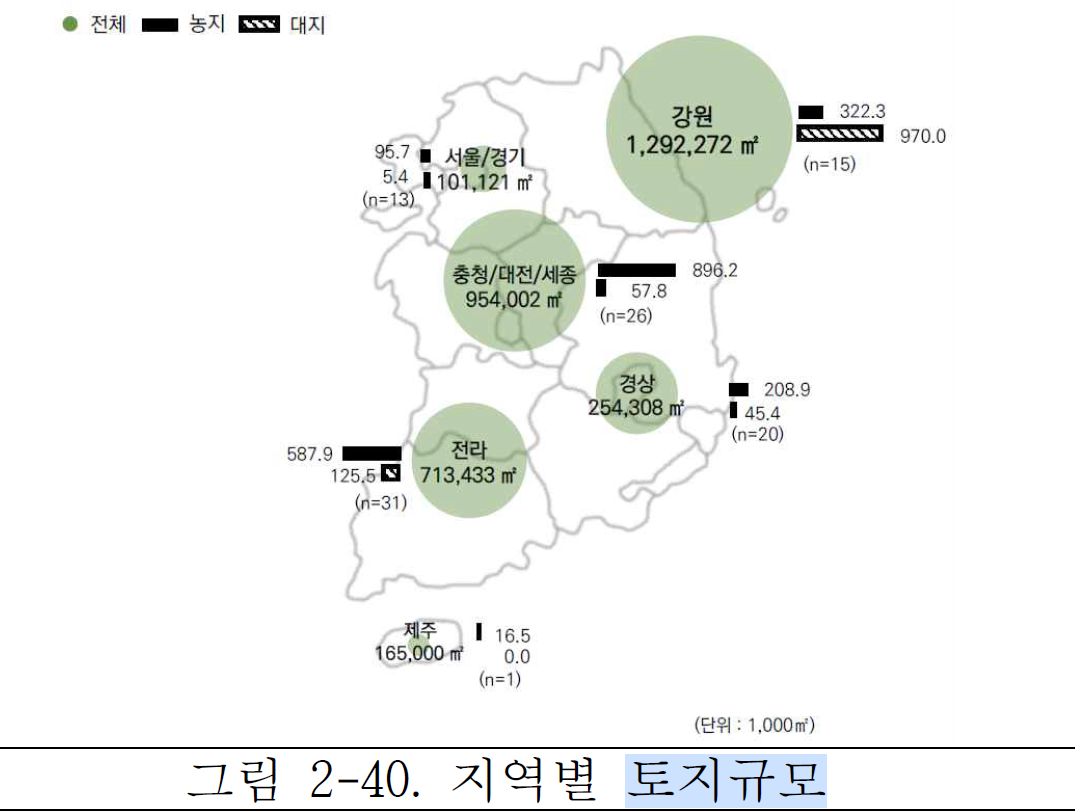 전체 농지 대지
강원
1,292,272 ㎡
322.3
970.0
(n=15)
서울/경기
101,121 ㎡
95.7
5.4
(n=13)
충청/대전/세종
954,002 ㎡
896.2
57.8
(n=26)
경상
254,308 ㎡
208.9
45.4
(n=20)
전라
713,433 ㎡
587.9
125.5
(n=31)
제주
165,000 ㎡
16.5
0.0
(n=1)
(단위 : 1,000㎡)
그림 2-40. 지역별 토지규모